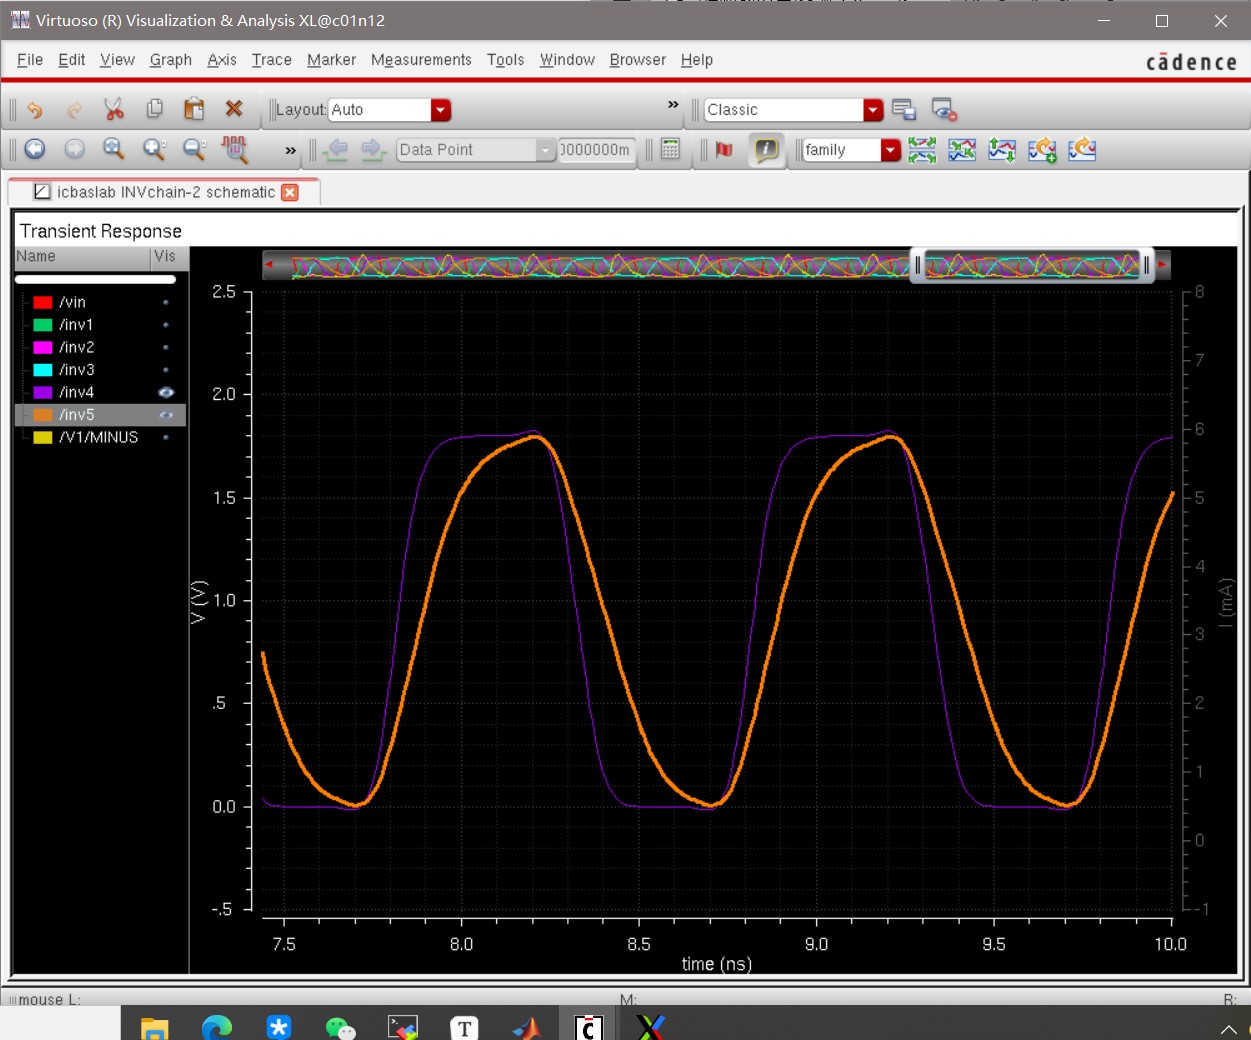 Virtuoso (R) Visualization & Analysis XL@c01n12
File Edit View Graph Axis Trace Marker Measurements Tools Window Browser Help
cādence
Layout: Auto
» Classic
» Data Point 0000000m family
icbaslab INVchain-2 schematic
Transient Response
Name Vis
/vin
/inv1
/inv2
/inv3
/inv4
/inv5
/V1/MINUS
2.5
2.0
1.5
1.0
.5
0.0
-.5
V (V)
8
7
6
5
4
3
2
1
0
-1
I (mA)
7.5 8.0 8.5 9.0 9.5 10.0
time (ns)
mouse L: M: R:
T C